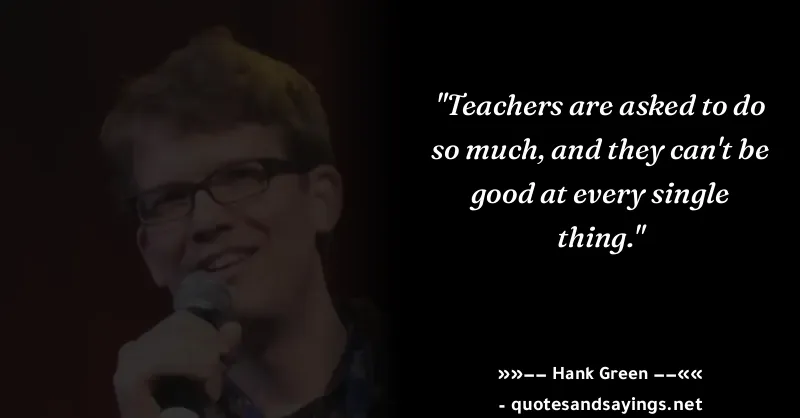 "Teachers are asked to do
so much, and they can't be
good at every single
thing."
»»–– Hank Green ––««
- quotesandsayings.net